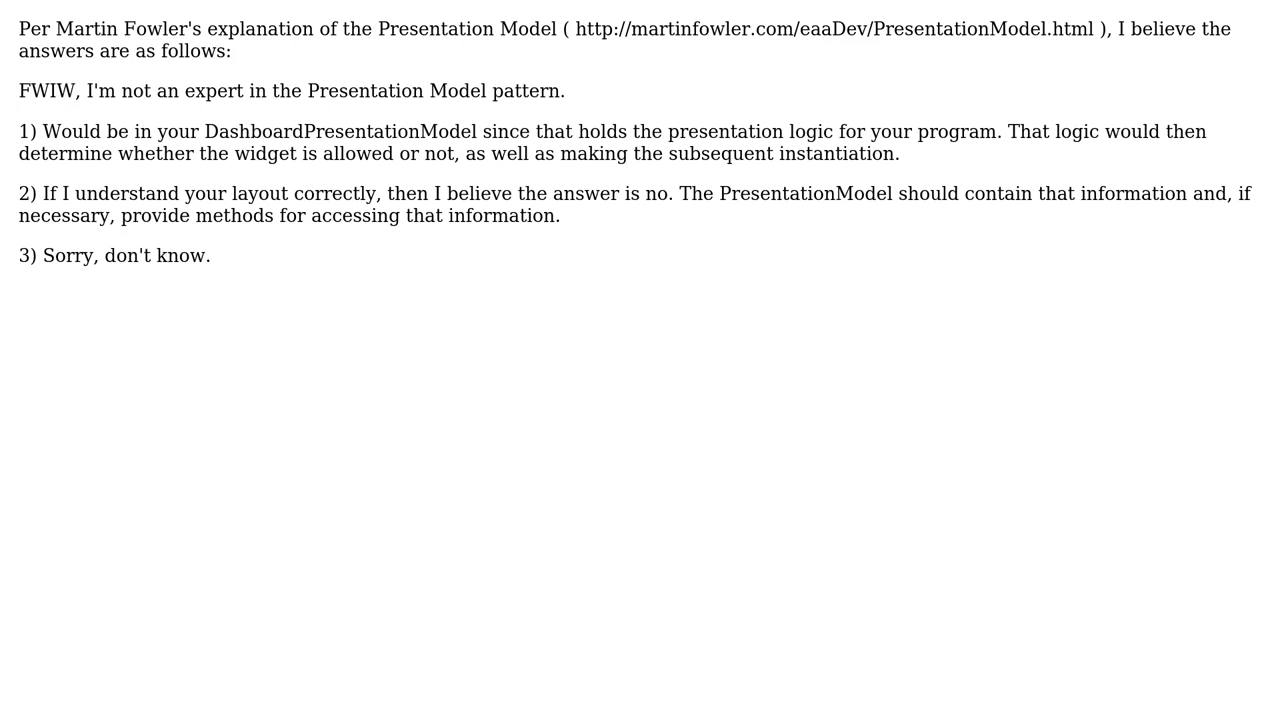 Per Martin Fowler's explanation of the Presentation Model ( http://martinfowler.com/eaaDev/PresentationModel.html ), I believe the
answers are as follows:
FWIW, I'm not an expert in the Presentation Model pattern.
1) Would be in your DashboardPresentationModel since that holds the presentation logic for your program. That logic would then
determine whether the widget is allowed or not, as well as making the subsequent instantiation.
2) If I understand your layout correctly, then I believe the answer is no. The PresentationModel should contain that information and, if
necessary, provide methods for accessing that information.
3) Sorry, don't know.